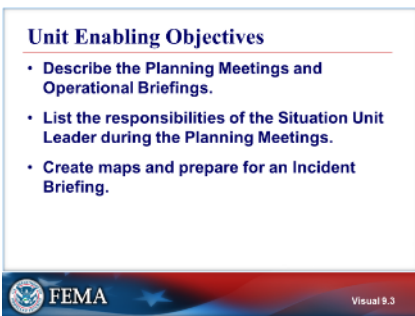 Unit Enabling Objectives
• Describe the Planning Meetings and
Operational Briefings.
• List the responsibilities of the Situation Unit
Leader during the Planning Meetings.
• Create maps and prepare for an Incident
Briefing.
FEMA
Visual 9.3